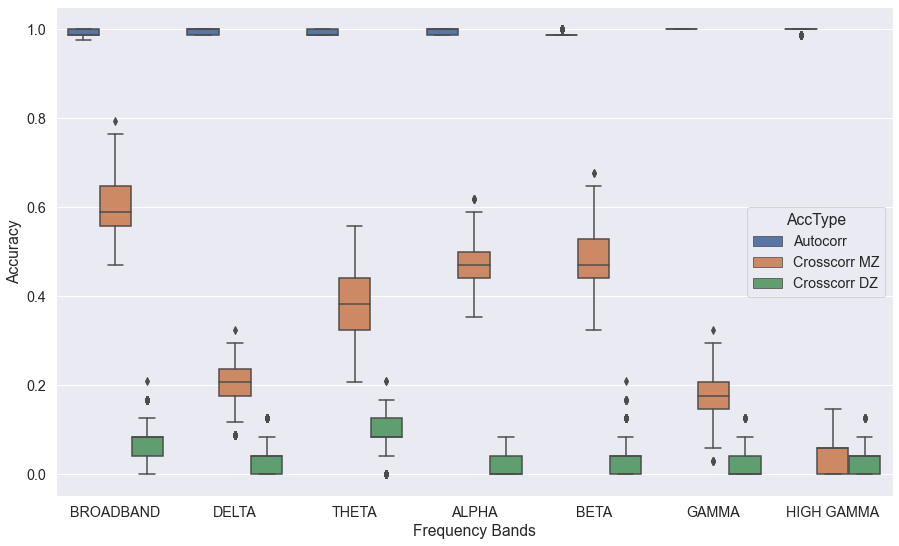 1.0
0.8
0.6
0.4
0.2
0.0
Accuracy
AccType
Autocorr
Crosscorr MZ
Crosscorr DZ
BROADBAND DELTA THETA ALPHA BETA GAMMA HIGH GAMMA
Frequency Bands